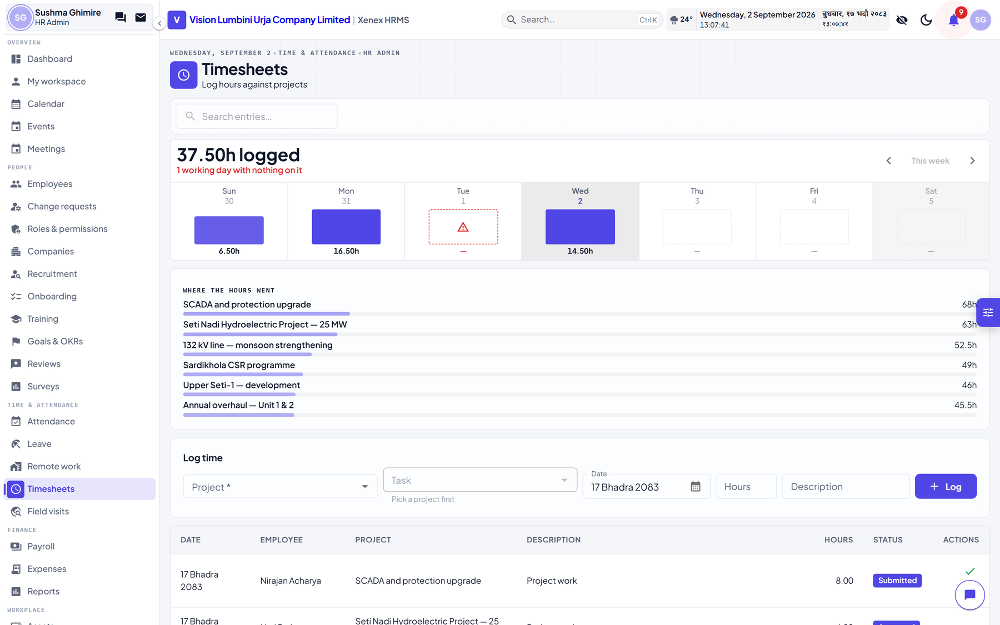 SG
Sushma Ghimire
HR Admin
V
Vision Lumbini Urja Company Limited | Xenex HRMS
Search...
Ctrl K
24°
Wednesday, 2 September 2026
13:07:41
बुधबार, १७ भदौ २०८३
१३:०७:४१
9
SG
OVERVIEW
Dashboard
My workspace
Calendar
Events
Meetings
PEOPLE
Employees
Change requests
Roles & permissions
Companies
Recruitment
Onboarding
Training
Goals & OKRs
Reviews
Surveys
TIME & ATTENDANCE
Attendance
Leave
Remote work
Timesheets
Field visits
FINANCE
Payroll
Expenses
Reports
WORKPLACE
WEDNESDAY, SEPTEMBER 2 • TIME & ATTENDANCE • HR ADMIN
Timesheets
Log hours against projects
Search entries...
37.50h logged
1 working day with nothing on it
This week
Sun
30
6.50h
Mon
31
16.50h
Tue
1
—
Wed
2
14.50h
Thu
3
—
Fri
4
—
Sat
5
—
WHERE THE HOURS WENT
SCADA and protection upgrade 68h
Seti Nadi Hydroelectric Project — 25 MW 63h
132 kV line — monsoon strengthening 52.5h
Sardikhola CSR programme 49h
Upper Seti-1 — development 46h
Annual overhaul — Unit 1 & 2 45.5h
Log time
Project *
Task
Pick a project first
Date
17 Bhadra 2083
Hours
Description
+ Log
DATE EMPLOYEE PROJECT DESCRIPTION HOURS STATUS ACTIONS
17 Bhadra
2083
Nirajan Acharya SCADA and protection upgrade Project work 8.00 Submitted
17 Bhadra
Seti Nadi Hydroelectric Project — 25